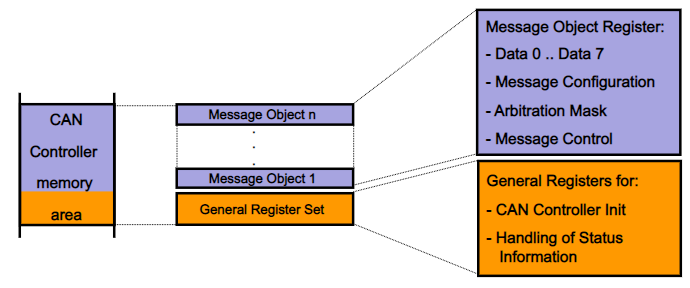 CAN
Controller
memory
area
Message Object n
.
.
.
Message Object 1
General Register Set
Message Object Register:
- Data 0 .. Data 7
- Message Configuration
- Arbitration Mask
- Message Control
General Registers for:
- CAN Controller Init
- Handling of Status
Information